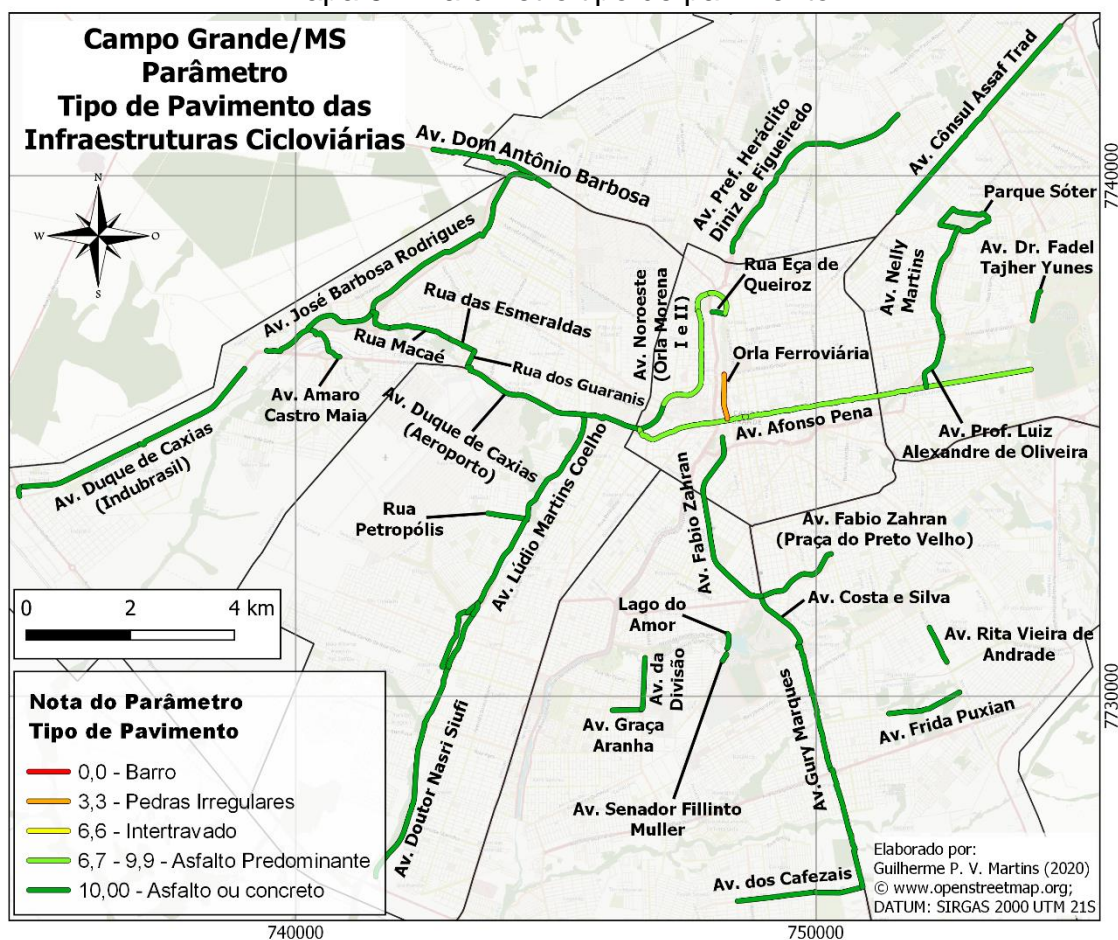 Campo Grande/MS
Parâmetro
Tipo de Pavimento das
Infraestruturas Cicloviárias
N
W
O
S
Av. Dom Antônio Barbosa
Av. Pref. Heráclito
Diniz de Figueiredo
Av. Cônsul Assaf Trad
7740000
Parque Sóter
Av. Dr. Fadel
Tajher Yunes
Av. Nelly
Martins
Rua Eça de
Queiroz
Av. José Barbosa Rodrigues
Rua das Esmeraldas
Av. Noroeste
(Orla Morena
I e II)
Orla Ferroviária
Rua Macaé
Rua dos Guaranis
Av. Amaro
Castro Maia
Av. Duque de Caxias
(Aeroporto)
Av. Afonso Pena
Av. Prof. Luiz
Alexandre de Oliveira
Av. Duque de Caxias
(Indubrasil)
Rua
Petropólis
Av. Lúdio Martins Coelho
Av. Fabio Zahran
Av. Fabio Zahran
(Praça do Preto Velho)
Av. Costa e Silva
Lago do
Amor
Av. Rita Vieira de
Andrade
0 2 4 km
Av. da
Divisão
Av. Graça
Aranha
7730000
Av. Frida Puxian
Av.Gury Marques
Av. Senador Fillinto
Muller
Av. Doutor Nasri Siufi
Av. dos Cafezais
Nota do Parâmetro
Tipo de Pavimento
0,0 - Barro
3,3 - Pedras Irregulares
6,6 - Intertravado
6,7 - 9,9 - Asfalto Predominante
10,00 - Asfalto ou concreto
Elaborado por:
Guilherme P. V. Martins (2020)
© www.openstreetmap.org;
DATUM: SIRGAS 2000 UTM 21S
740000
750000